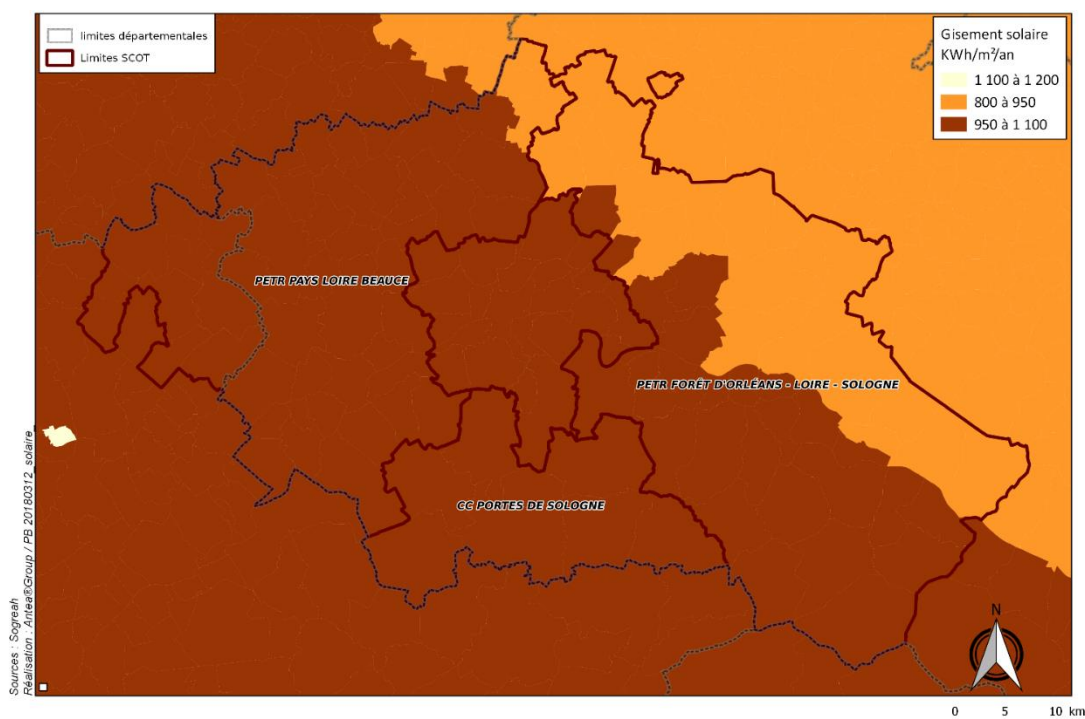 limites départementales
Limites SCOT
Gisement solaire
KWh/m²/an
1 100 à 1 200
800 à 950
950 à 1 100
PETR PAYS LOIRE BEAUCE
PETR FORÊT D'ORLÉANS - LOIRE - SOLOGNE
CC PORTES DE SOLOGNE
Sources : Sogreah
Réalisation : Antea®Group / PB 20180312_solaire_
N
0 5 10 km